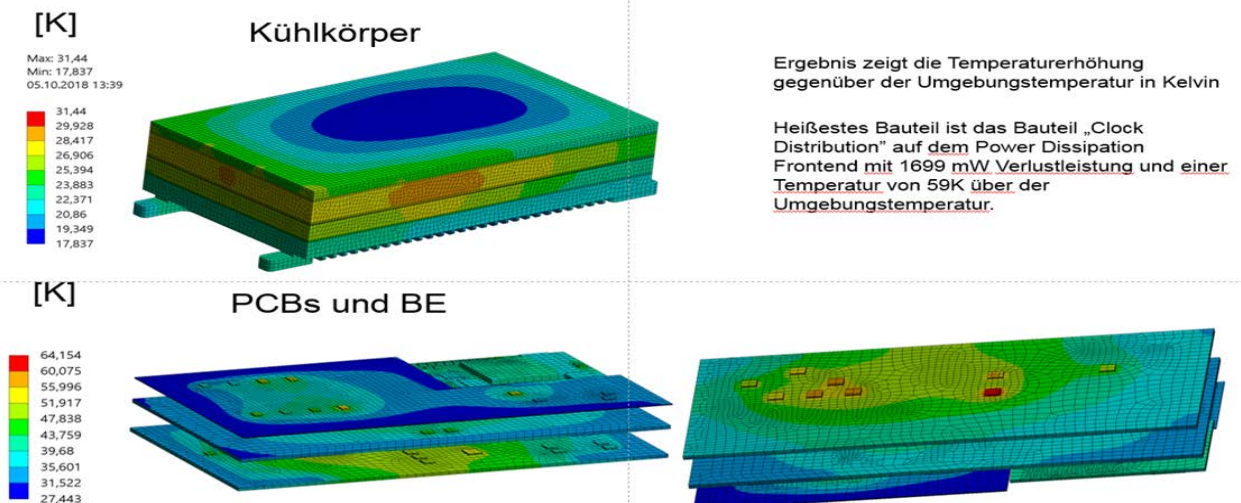 [K]
Kühlkörper
Max: 31,44
Min: 17,837
05.10.2018 13:39
31,44
29,928
28,417
26,906
25,394
23,883
22,371
20,86
19,349
17,837
Ergebnis zeigt die Temperaturerhöhung
gegenüber der Umgebungstemperatur in Kelvin
Heißestes Bauteil ist das Bauteil „Clock
Distribution” auf dem Power Dissipation
Frontend mit 1699 mW Verlustleistung und einer
Temperatur von 59K über der
Umgebungstemperatur.
[K]
PCBs und BE
64,154
60,075
55,996
51,917
47,838
43,759
39,68
35,601
31,522
27,443